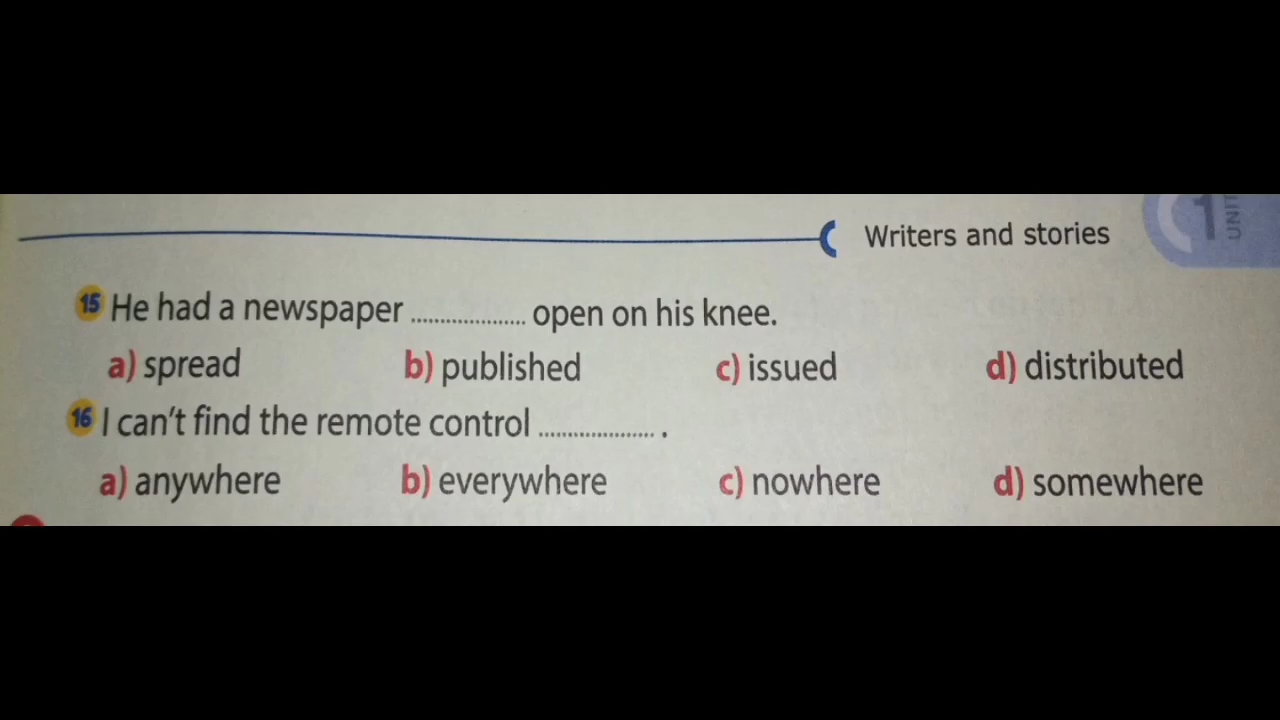 Writers and stories
1 UNIT
15 He had a newspaper .................... open on his knee.
a) spread b) published c) issued d) distributed
16 I can't find the remote control .................... .
a) anywhere b) everywhere c) nowhere d) somewhere